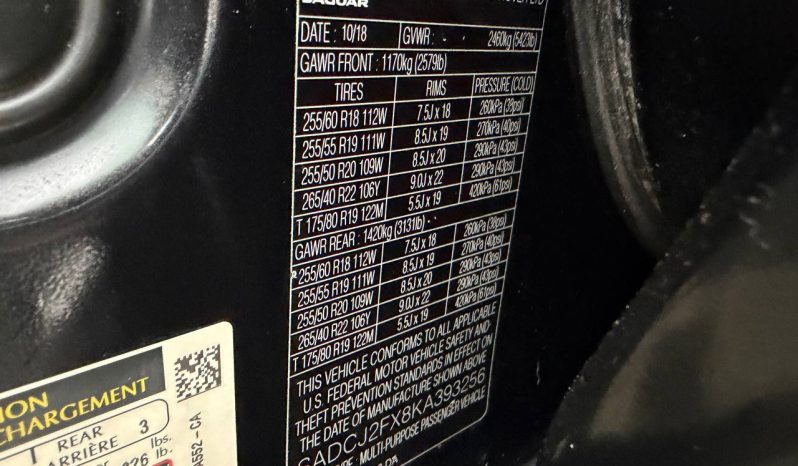 JAGUAR
DATE : 10/18 GVWR : 2460kg (5423lb)
GAWR FRONT : 1170kg (2579lb)
TIRES RIMS PRESSURE (COLD)
255/60 R18 112W 7.5J x 18 260kPa (38psi)
255/55 R19 111W 8.5J x 19 270kPa (40psi)
255/50 R20 109W 8.5J x 20 290kPa (43psi)
265/40 R22 106Y 9.0J x 22 290kPa (43psi)
T 175/80 R19 122M 5.5J x 19 420kPa (61psi)
GAWR REAR : 1420kg (3131lb)
255/60 R18 112W 7.5J x 18 260kPa (38psi)
255/55 R19 111W 8.5J x 19 270kPa (40psi)
255/50 R20 109W 8.5J x 20 290kPa (43psi)
265/40 R22 106Y 9.0J x 22 290kPa (43psi)
T 175/80 R19 122M 5.5J x 19 420kPa (61psi)
THIS VEHICLE CONFORMS TO ALL APPLICABLE
U.S. FEDERAL MOTOR VEHICLE SAFETY AND
THEFT PREVENTION STANDARDS IN EFFECT ON
THE DATE OF MANUFACTURE SHOWN ABOVE
SADCJ2FX8KA393256
: MULTI-PURPOSE PASSENGER VEHICLE
CHARGEMENT
REAR 3
ARRIÈRE
lbs.
lb.
A552 - CA